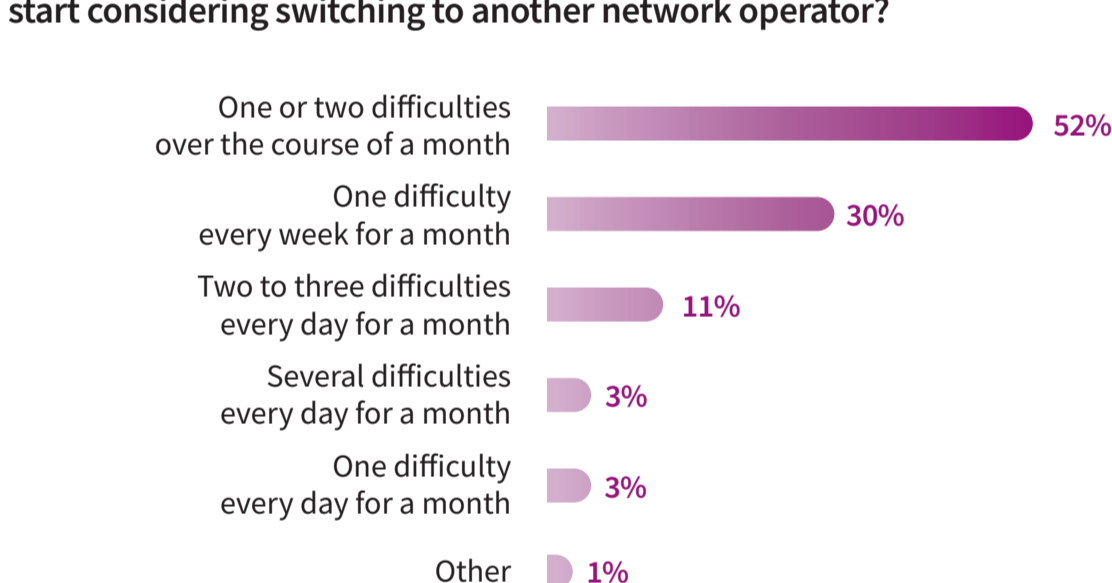 start considering switching to another network operator?
One or two difficulties
over the course of a month
52%
One difficulty
every week for a month
30%
Two to three difficulties
every day for a month
11%
Several difficulties
every day for a month
3%
One difficulty
every day for a month
3%
Other
1%